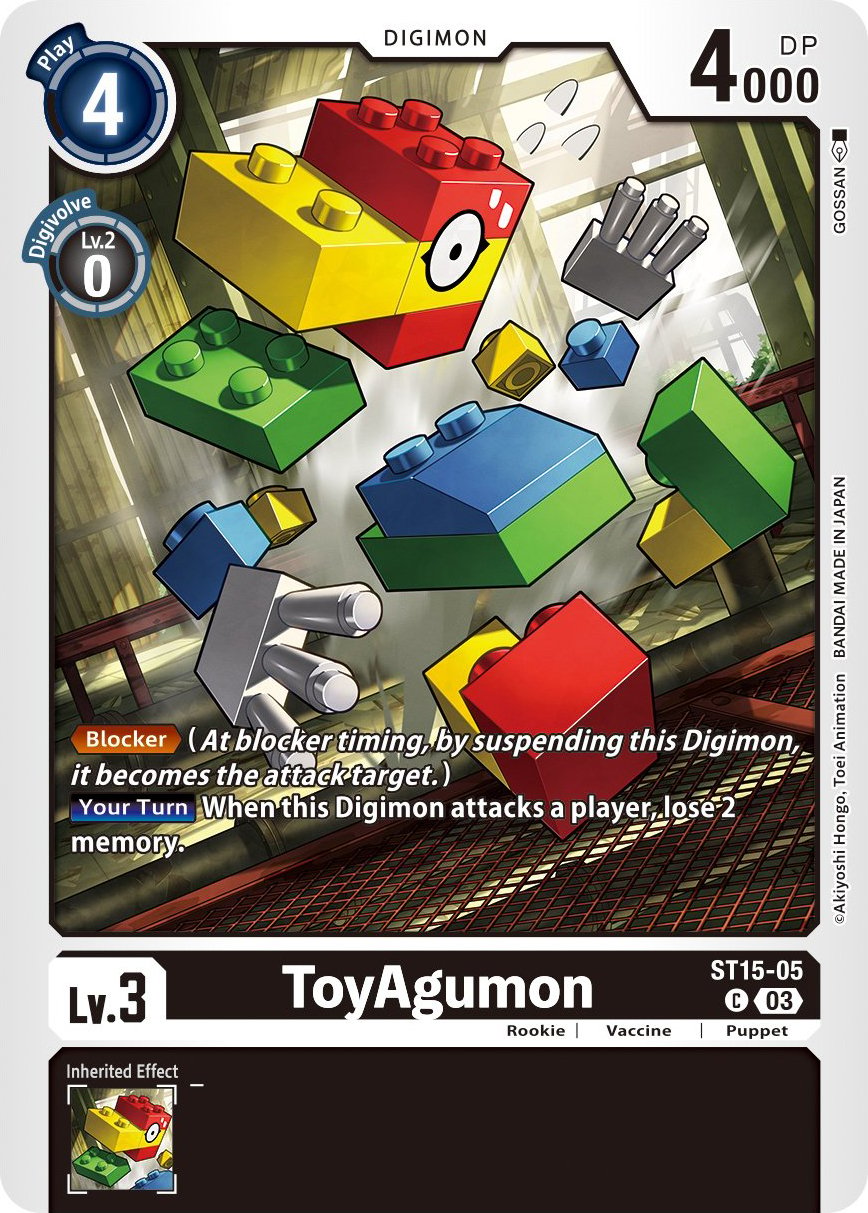 DIGIMON
Play
4
DP
4000
Digivolve
Lv.2
0
GOSSAN
BANDAI MADE IN JAPAN
©Akiyoshi Hongo, Toei Animation
Blocker (At blocker timing, by suspending this Digimon,
it becomes the attack target.)
Your Turn When this Digimon attacks a player, lose 2
memory.
Lv.3
ToyAgumon
ST15-05
C 03
Rookie | Vaccine | Puppet
Inherited Effect
–